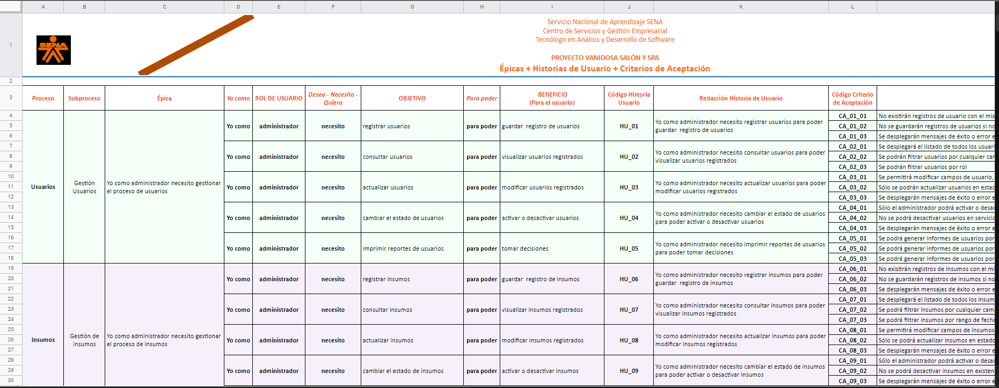 A B C D E F G H I J K L
1
SENA
Servicio Nacional de Aprendizaje SENA
Centro de Servicios y Gestión Empresarial
Tecnólogo en Análisis y Desarrollo de Software
PROYECTO VANIDOSA SALÓN Y SPA
Épicas + Historias de Usuario + Criterios de Aceptación
2
3
Proceso
Subproceso
Épica
Yo como
ROL DE USUARIO
Deseo - Necesito -
Quiero
OBJETIVO
Para poder
BENEFICIO
(Para el usuario)
Código Historia
Usuario
Redacción Historia de Usuario
Código Criterio
de Aceptación
Usuarios
Gestión
Usuarios
Yo como administrador necesito gestionar
el proceso de usuarios
4
5
6
Yo como
administrador
necesito
registrar usuarios
para poder
guardar  registro de usuarios
HU_01
Yo como administrador necesito registrar usuarios para poder
guardar  registro de usuarios
CA_01_01 No existirán registros de usuario con el mis
CA_01_02 No se guardarán registros de usuarios si no
CA_01_03 Se desplegarán mensajes de éxito o error e
7
8
9
Yo como
administrador
necesito
consultar usuarios
para poder
visualizar usuarios registrados
HU_02
Yo como administrador necesito consultar usuarios para poder
visualizar usuarios registrados
CA_02_01 Se desplegará el listado de todos los usuari
CA_02_02 Se podrán filtrar usuarios por cualquier car
CA_02_03 Se podrán filtrar usuarios por rol
10
11
12
Yo como
administrador
necesito
actualizar usuarios
para poder
modificar usuarios registrados
HU_03
Yo como administrador necesito actualizar usuarios para poder
modificar usuarios registrados
CA_03_01 Se permitirá modificar campos de usuario,
CA_03_02 Sólo se podrán actualizar usuarios en estad
CA_03_03 Se desplegarán mensajes de éxito o error e
13
14
15
Yo como
administrador
necesito
cambiar el estado de usuarios
para poder
activar o desactivar usuarios
HU_04
Yo como administrador necesito cambiar el estado de usuarios
para poder activar o desactivar usuarios
CA_04_01 Sólo el administrador podrá activar o desac
CA_04_02 No se podrá desactivar usuarios en servicio
CA_04_03 Se desplegarán mensajes de éxito o error e
16
17
18
Yo como
administrador
necesito
imprimir reportes de usuarios
para poder
tomar decisiones
HU_05
Yo como administrador necesito imprimir reportes de usuarios
para poder tomar decisiones
CA_05_01 Se podrá generar informes de usuarios por
CA_05_02 Se podrá generar informes de usuarios por
CA_05_03 Se podrá generar informes de usuarios por
Insumos
Gestión de
insumos
Yo como administrador necesito gestionar
el proceso de insumos
19
20
21
Yo como
administrador
necesito
registrar insumos
para poder
guardar  registro de insumos
HU_06
Yo como administrador necesito registrar insumos para poder
guardar  registro de insumos
CA_06_01 No existirán registros de insumos con el mi
CA_06_02 No se guardarán registros de insumos si no
CA_06_03 Se desplegarán mensajes de éxito o error e
22
23
24
Yo como
administrador
necesito
consultar insumos
para poder
visualizar insumos registrados
HU_07
Yo como administrador necesito consultar insumos para poder
visualizar insumos registrados
CA_07_01 Se desplegará el listado de todos los insum
CA_07_02 Se podrá filtrar insumos por cualquier cam
CA_07_03 Se podrá filtrar insumos por rango de fecha
25
26
27
Yo como
administrador
necesito
actualizar insumos
para poder
modificar insumos registrados
HU_08
Yo como administrador necesito actualizar insumos para poder
modificar insumos registrados
CA_08_01 Se permitirá modificar campos de insumos
CA_08_02 Sólo se podrá actualizar insumos en estado
CA_08_03 Se desplegarán mensajes de éxito o error e
28
29
30
Yo como
administrador
necesito
cambiar el estado de insumos
para poder
activar o desactivar insumos
HU_09
Yo como administrador necesito cambiar el estado de insumos
para poder activar o desactivar insumos
CA_09_01 Sólo el administrador podrá activar o desac
CA_09_02 No se podrá desactivar insumos en existen
CA_09_03 Se desplegarán mensajes de éxito o error e